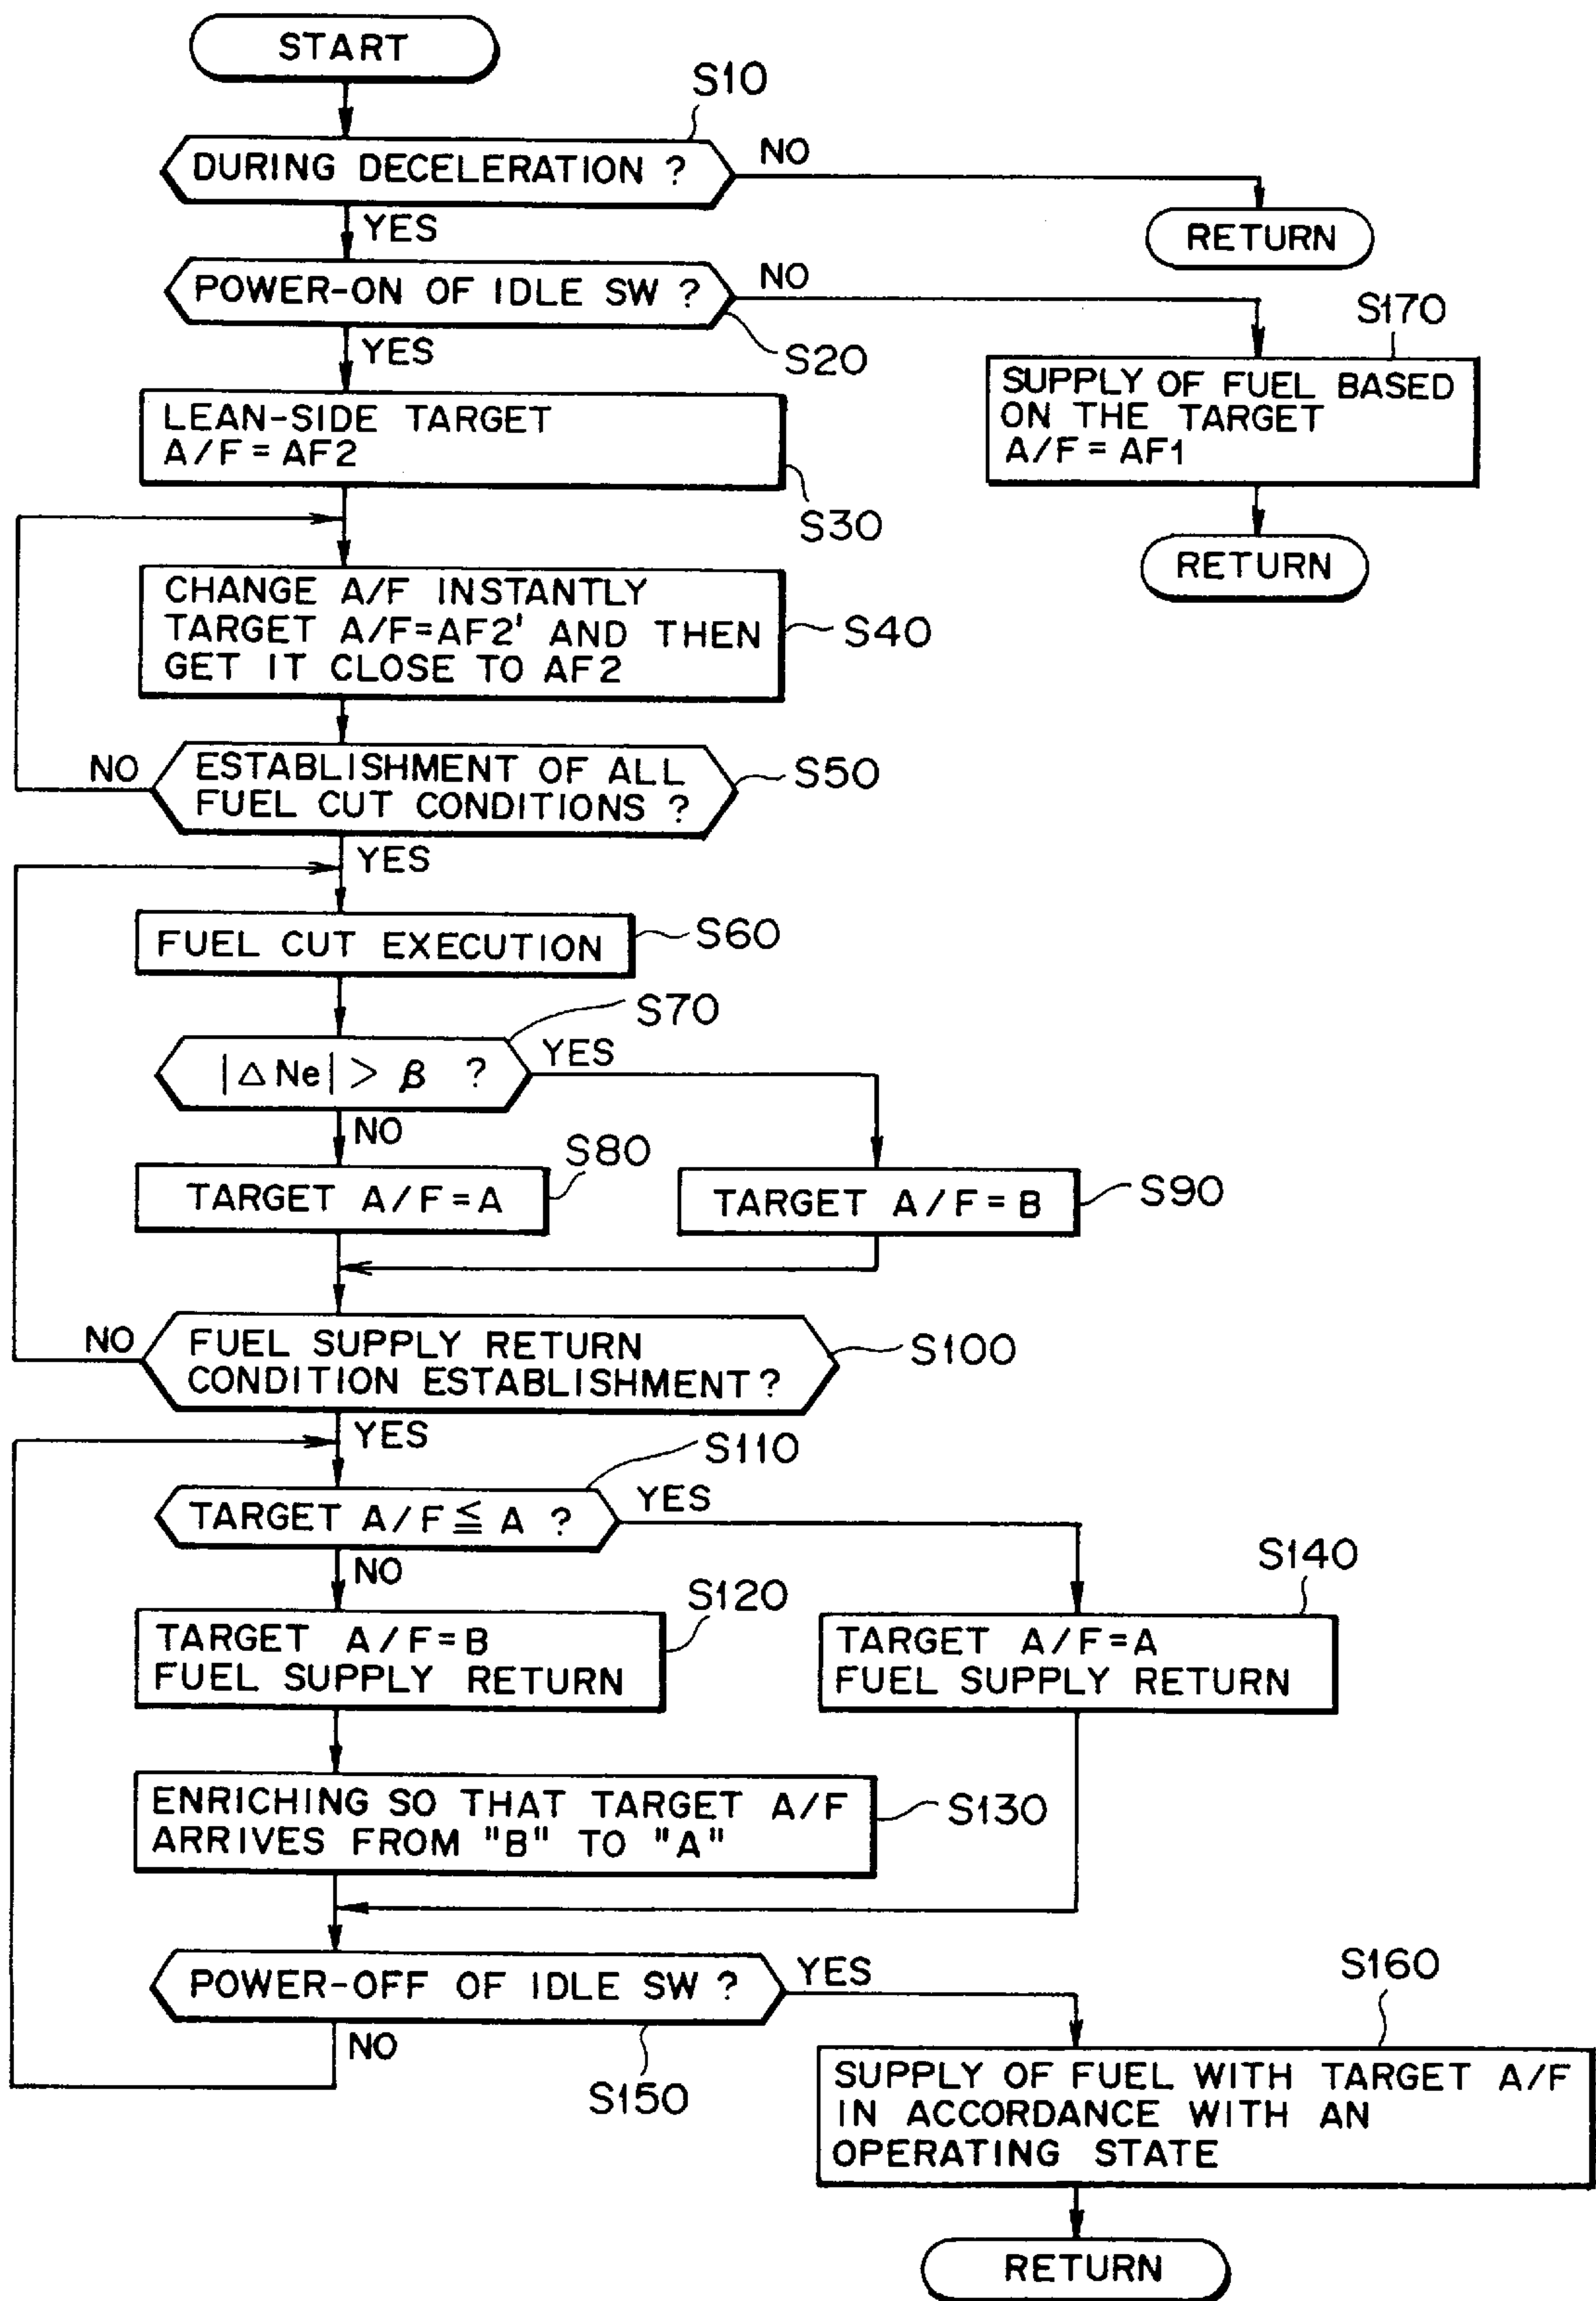 START
S10
DURING DECELERATION ?
NO
RETURN
YES
POWER-ON OF IDLE SW ?
NO
S20
S170
YES
SUPPLY OF FUEL BASED
ON THE TARGET
A/F = AF1
LEAN-SIDE TARGET
A/F = AF2
S30
RETURN
CHANGE A/F INSTANTLY
TARGET A/F=AF2' AND THEN
GET IT CLOSE TO AF2
S40
NO
ESTABLISHMENT OF ALL
FUEL CUT CONDITIONS ?
S50
YES
FUEL CUT EXECUTION
S60
S70
|△Ne| > β ?
YES
NO
S80
TARGET A/F=A
TARGET A/F=B
S90
NO
FUEL SUPPLY RETURN
CONDITION ESTABLISHMENT?
S100
YES
S110
TARGET A/F ≦ A ?
YES
NO
S120
S140
TARGET A/F=B
FUEL SUPPLY RETURN
TARGET A/F=A
FUEL SUPPLY RETURN
ENRICHING SO THAT TARGET A/F
ARRIVES FROM "B" TO "A"
S130
POWER-OFF OF IDLE SW ?
YES
S160
NO
S150
SUPPLY OF FUEL WITH TARGET A/F
IN ACCORDANCE WITH AN
OPERATING STATE
RETURN